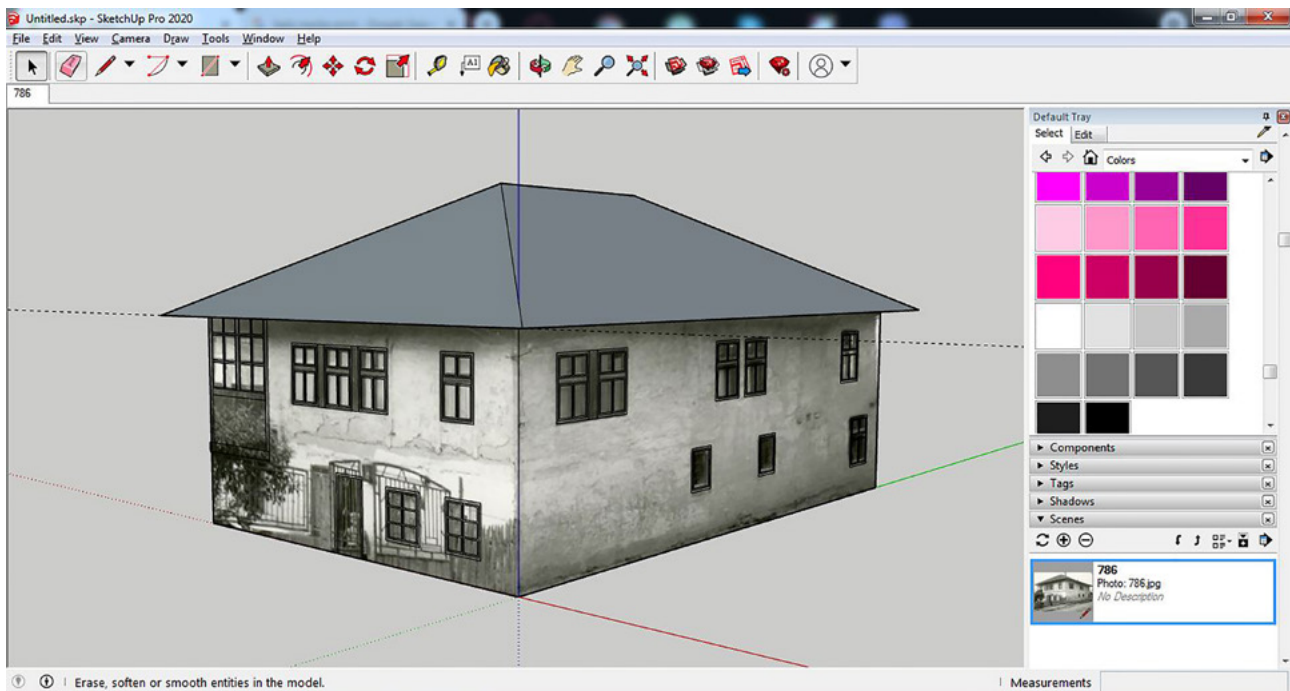 Untitled.skp - SketchUp Pro 2020
File Edit View Camera Draw Tools Window Help
A1
786
Default Tray
Select Edit
Colors
Components
Styles
Tags
Shadows
Scenes
786
Photo: 786.jpg
No Description
Erase, soften or smooth entities in the model.
Measurements